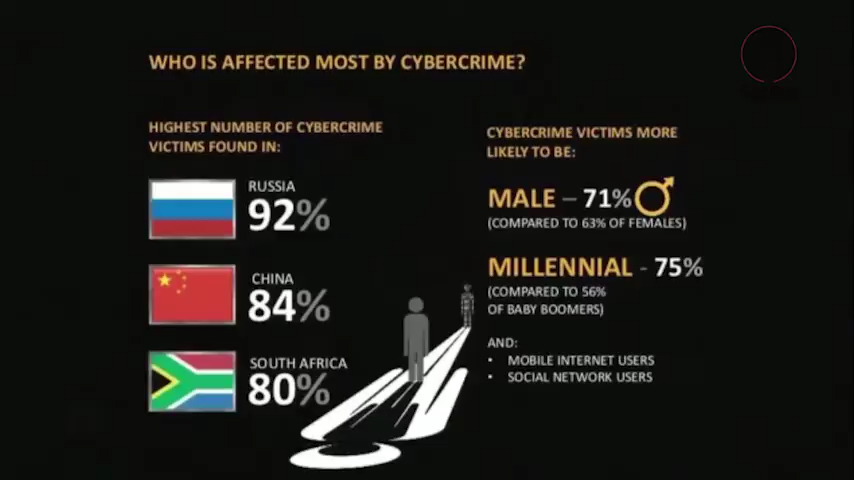 WHO IS AFFECTED MOST BY CYBERCRIME?
HIGHEST NUMBER OF CYBERCRIME
VICTIMS FOUND IN:
RUSSIA
92%
CHINA
84%
SOUTH AFRICA
80%
CYBERCRIME VICTIMS MORE
LIKELY TO BE:
MALE – 71%
(COMPARED TO 63% OF FEMALES)
MILLENNIAL - 75%
(COMPARED TO 56%
OF BABY BOOMERS)
AND:
• MOBILE INTERNET USERS
• SOCIAL NETWORK USERS